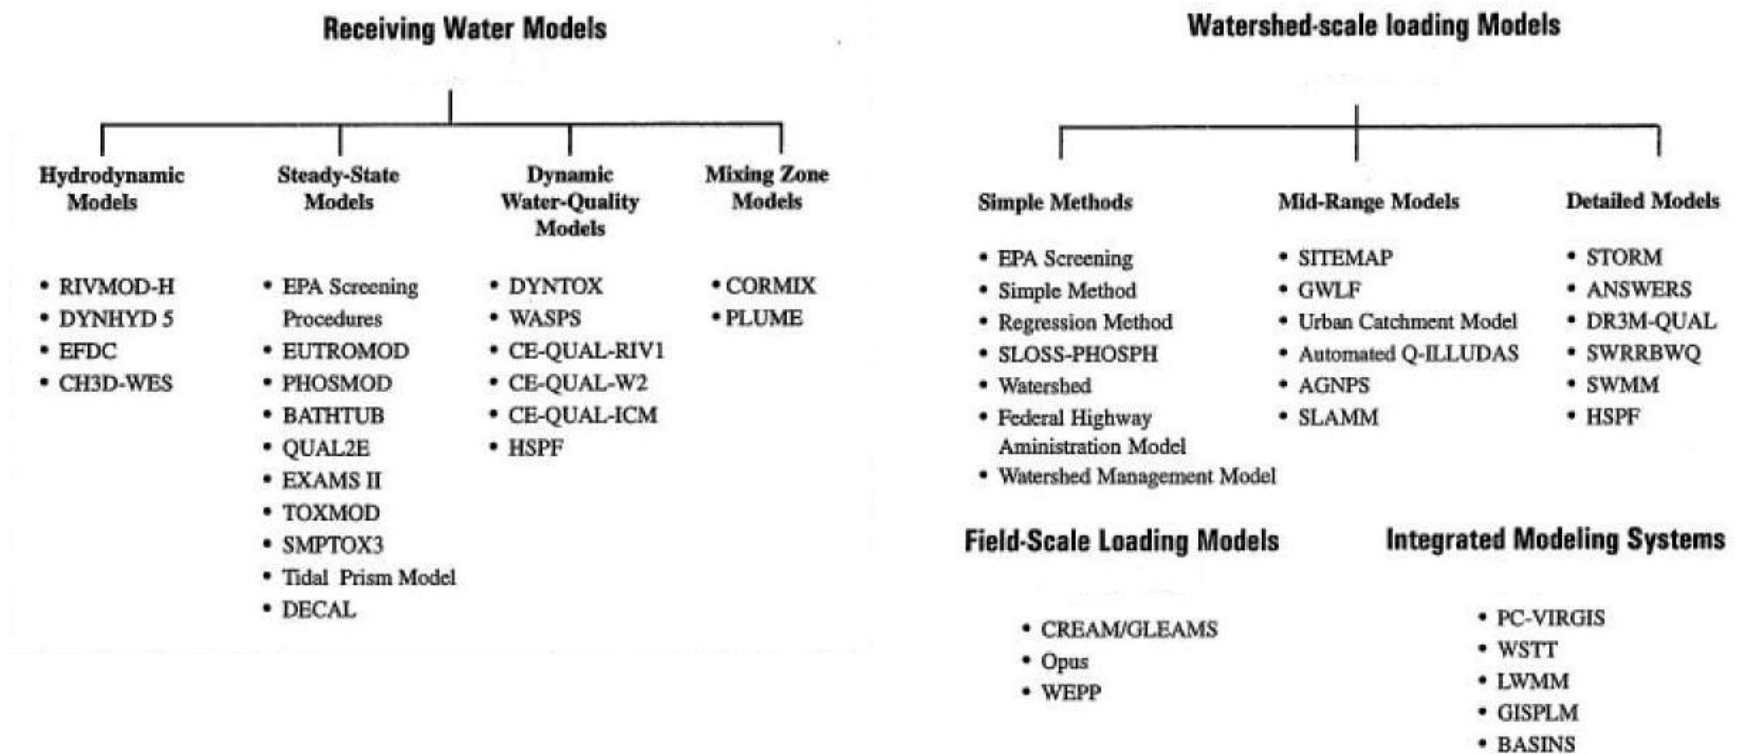 Receiving Water Models
Hydrodynamic
Models
• RIVMOD-H
• DYNHYD 5
• EFDC
• CH3D-WES
Steady-State
Models
• EPA Screening
Procedures
• EUTROMOD
• PHOSMOD
• BATHTUB
• QUAL2E
• EXAMS II
• TOXMOD
• SMPTOX3
• Tidal Prism Model
• DECAL
Dynamic
Water-Quality
Models
• DYNTOX
• WASPS
• CE-QUAL-RIV1
• CE-QUAL-W2
• CE-QUAL-ICM
• HSPF
Mixing Zone
Models
• CORMIX
• PLUME
Watershed-scale loading Models
Simple Methods
• EPA Screening
• Simple Method
• Regression Method
• SLOSS-PHOSPH
• Watershed
• Federal Highway
Aministration Model
• Watershed Management Model
Mid-Range Models
• SITEMAP
• GWLF
• Urban Catchment Model
• Automated Q-ILLUDAS
• AGNPS
• SLAMM
Detailed Models
• STORM
• ANSWERS
• DR3M-QUAL
• SWRRBWQ
• SWMM
• HSPF
Field-Scale Loading Models
• CREAM/GLEAMS
• Opus
• WEPP
Integrated Modeling Systems
• PC-VIRGIS
• WSTT
• LWMM
• GISPLM
• BASINS